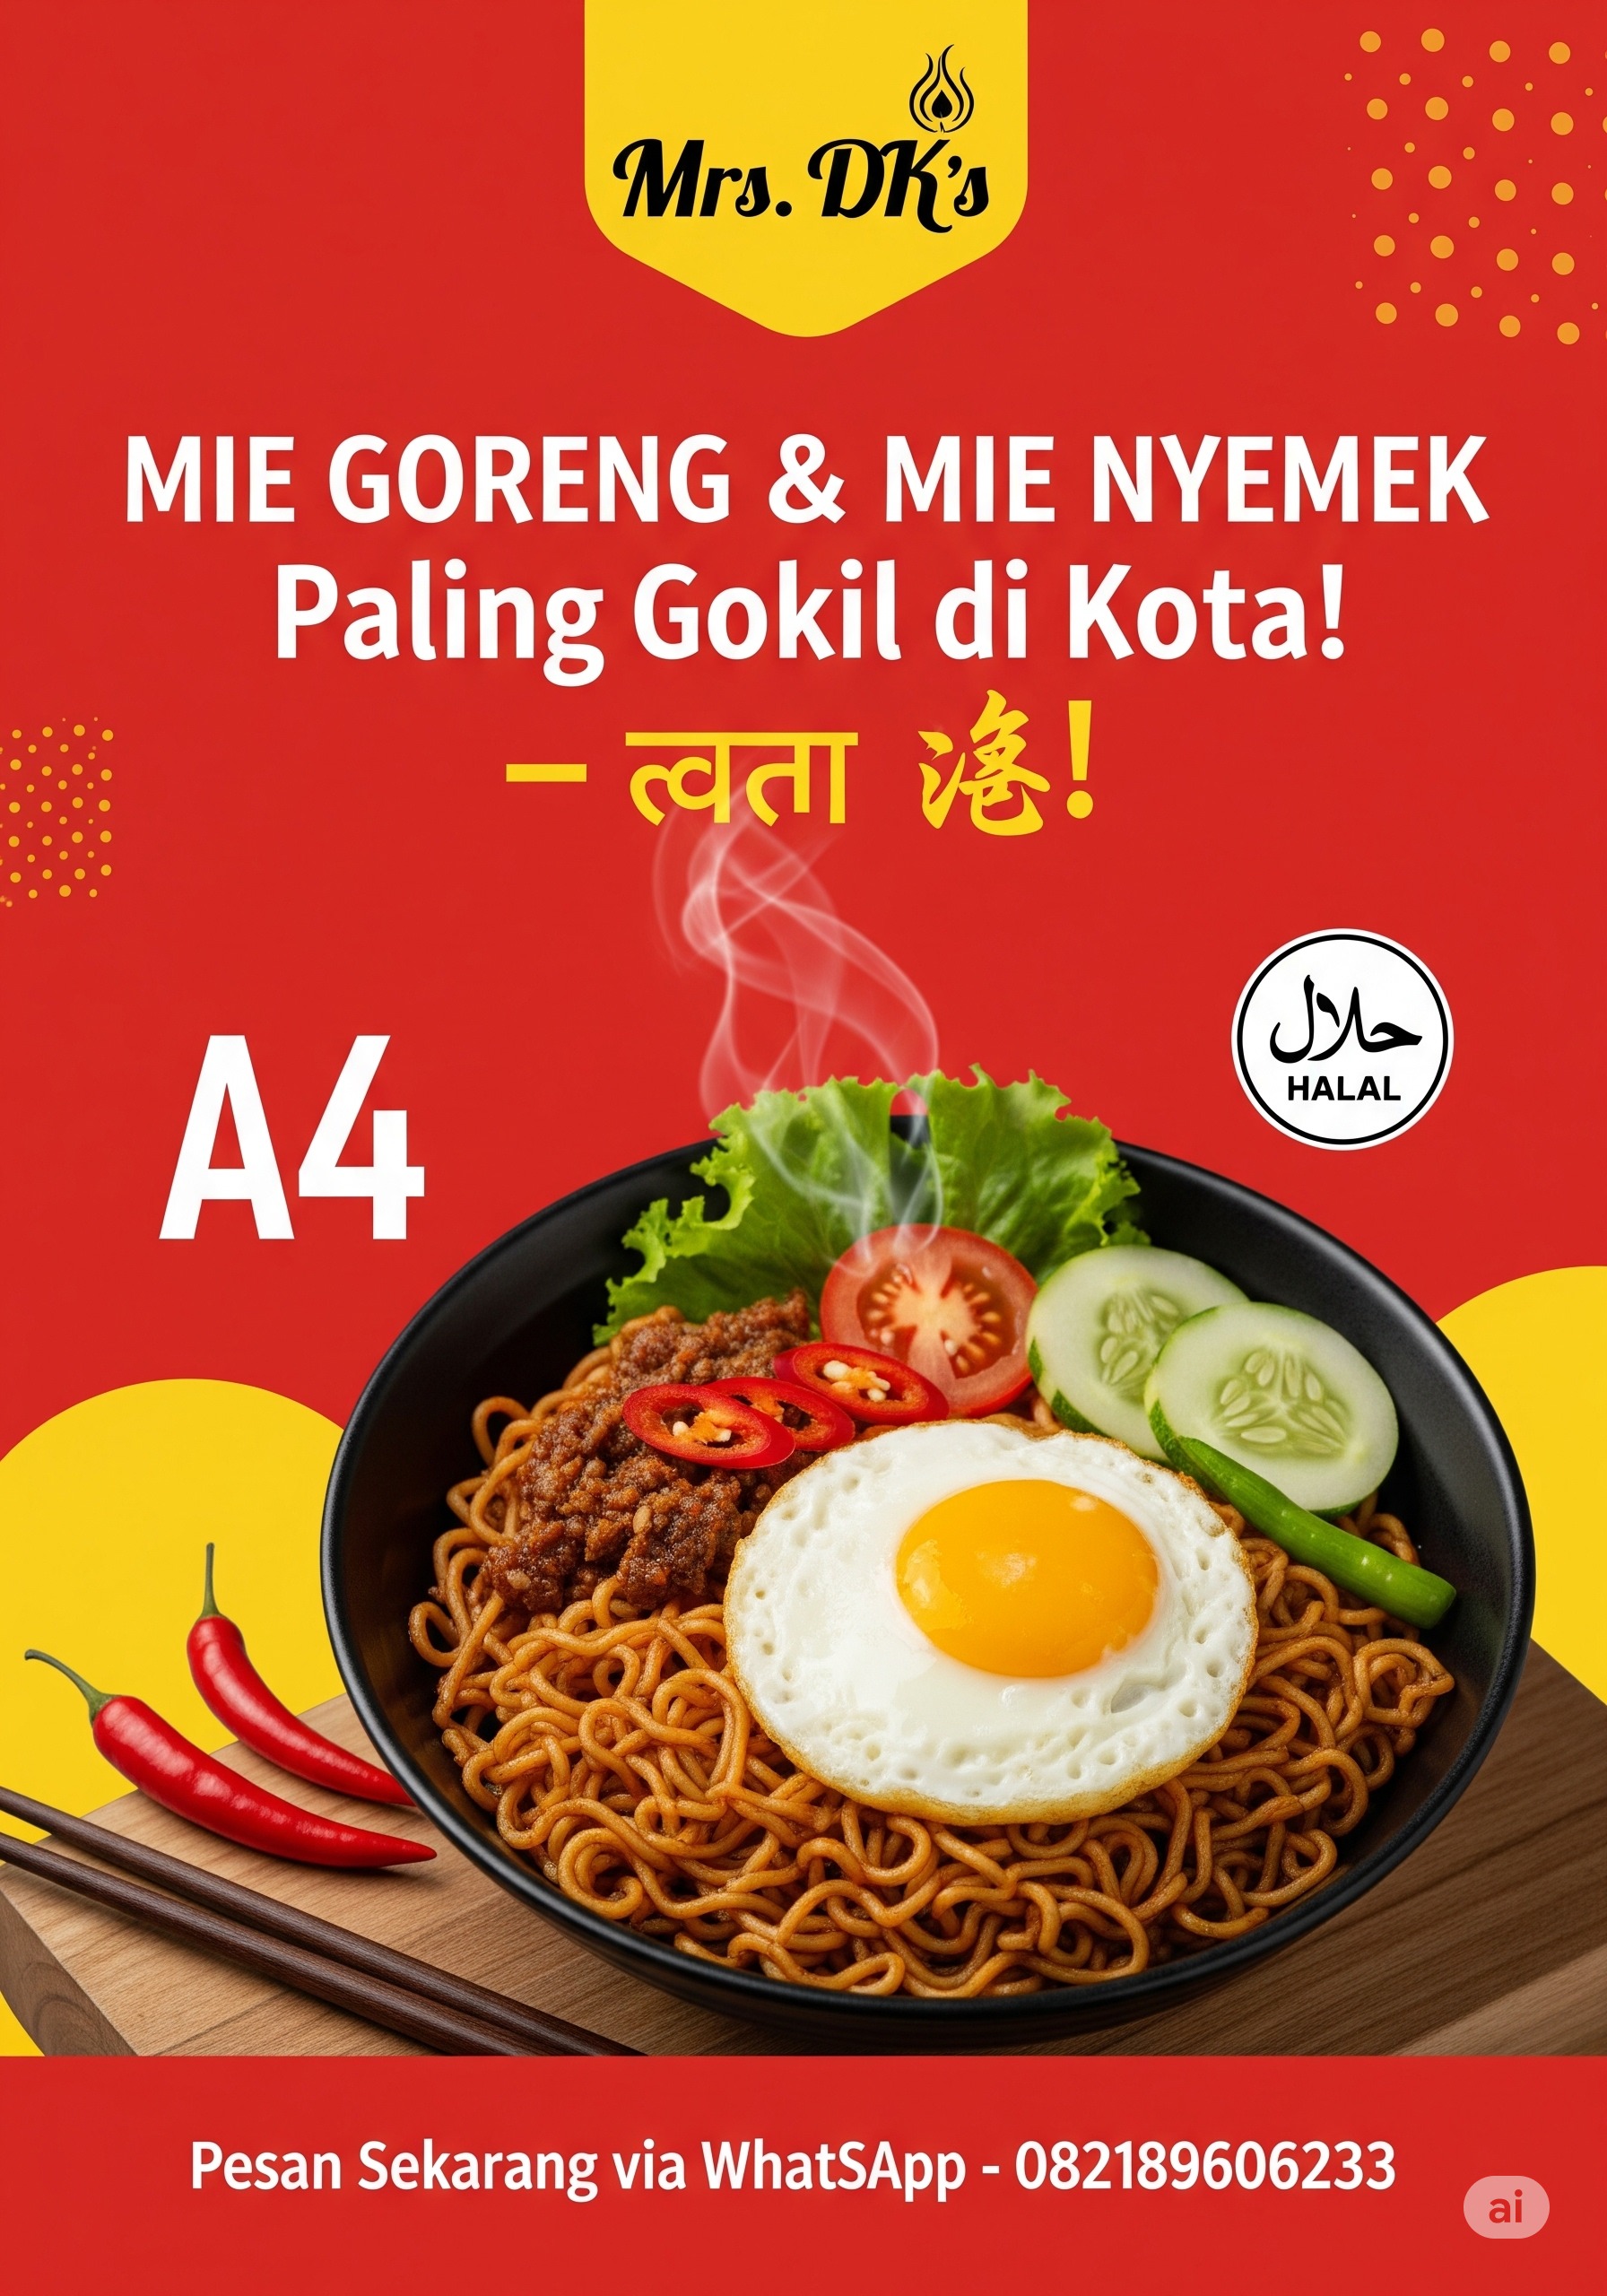 Mrs. DK's
MIE GORENG & MIE NYEMEK
Paling Gokil di Kota!
– त्वता !
حلال
HALAL
A4
Pesan Sekarang via WhatSApp - 082189606233
ai